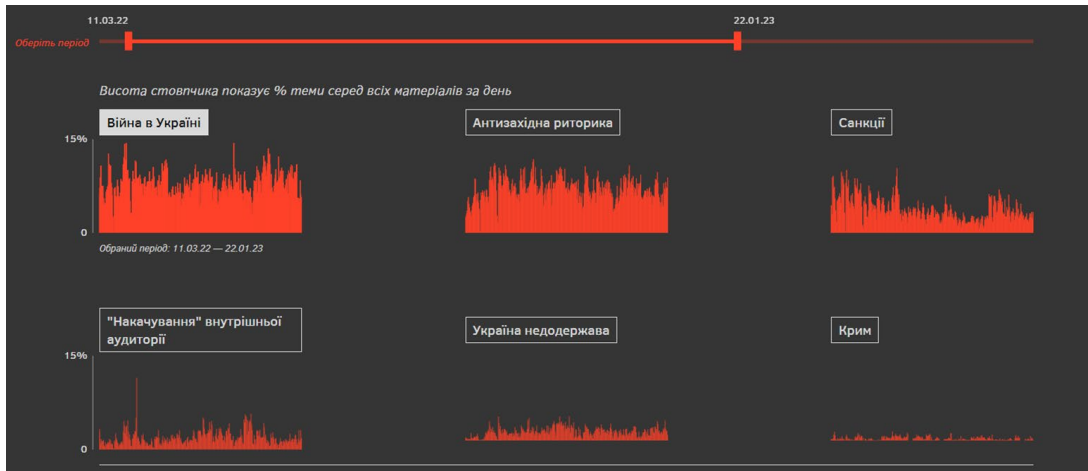 11.03.22
22.01.23
Оберіть період
Висота стовпчика показує % теми серед всіх матеріалів за день
Війна в Україні
Антизахідна риторика
Санкції
15%
0
Обраний період: 11.03.22 — 22.01.23
"Накачування" внутрішньої
аудиторії
Україна недодержава
Крим
15%
0